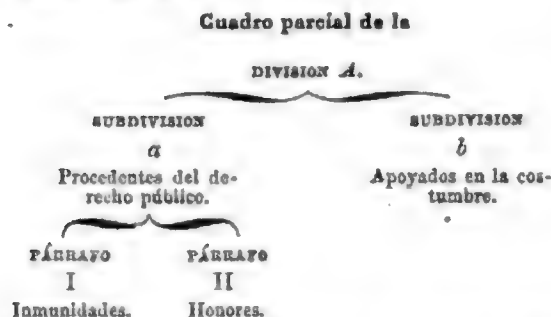 Cuadro parcial de la
DIVISION A.
SUBDIVISION
a
Procedentes del de-
recho público.
SUBDIVISION
b
Apoyados en la cos-
tumbre.
PÁRRAFO
I
Inmunidades.
PÁRRAFO
II
Honores.